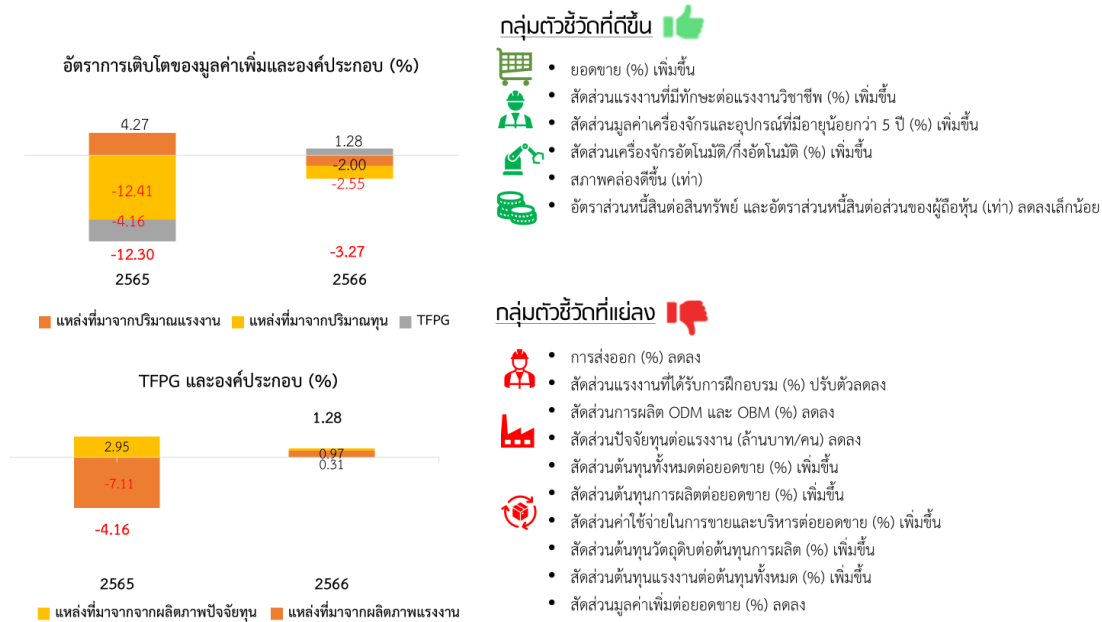 อัตราการเติบโตของมูลค่าเพิ่มและองค์ประกอบ (%)
4.27
-12.41
-4.16
-12.30
2565
1.28
-2.00
-2.55
-3.27
2566
แหล่งที่มาจากปริมาณแรงงาน
แหล่งที่มาจากปริมาณทุน
TFPG
TFPG และองค์ประกอบ (%)
2.95
-7.11
-4.16
2565
1.28
0.97
0.31
2566
แหล่งที่มาจากจากผลิตภาพปัจจัยทุน
แหล่งที่มาจากผลิตภาพแรงงาน
กลุ่มตัวชี้วัดที่ดีขึ้น
• ยอดขาย (%) เพิ่มขึ้น
• สัดส่วนแรงงานที่มีทักษะต่อแรงงานวิชาชีพ (%) เพิ่มขึ้น
• สัดส่วนมูลค่าเครื่องจักรและอุปกรณ์ที่มีอายุน้อยกว่า 5 ปี (%) เพิ่มขึ้น
• สัดส่วนเครื่องจักรอัตโนมัติ/กึ่งอัตโนมัติ (%) เพิ่มขึ้น
• สภาพคล่องดีขึ้น (เท่า)
• อัตราส่วนหนี้สินต่อสินทรัพย์ และอัตราส่วนหนี้สินต่อส่วนของผู้ถือหุ้น (เท่า) ลดลงเล็กน้อย
กลุ่มตัวชี้วัดที่แย่ลง
• การส่งออก (%) ลดลง
• สัดส่วนแรงงานที่ได้รับการฝึกอบรม (%) ปรับตัวลดลง
• สัดส่วนการผลิต ODM และ OBM (%) ลดลง
• สัดส่วนปัจจัยทุนต่อแรงงาน (ล้านบาท/คน) ลดลง
• สัดส่วนต้นทุนทั้งหมดต่อยอดขาย (%) เพิ่มขึ้น
• สัดส่วนต้นทุนการผลิตต่อยอดขาย (%) เพิ่มขึ้น
• สัดส่วนค่าใช้จ่ายในการขายและบริหารต่อยอดขาย (%) เพิ่มขึ้น
• สัดส่วนต้นทุนวัตถุดิบต่อต้นทุนการผลิต (%) เพิ่มขึ้น
• สัดส่วนต้นทุนแรงงานต่อต้นทุนทั้งหมด (%) เพิ่มขึ้น
• สัดส่วนมูลค่าเพิ่มต่อยอดขาย (%) ลดลง